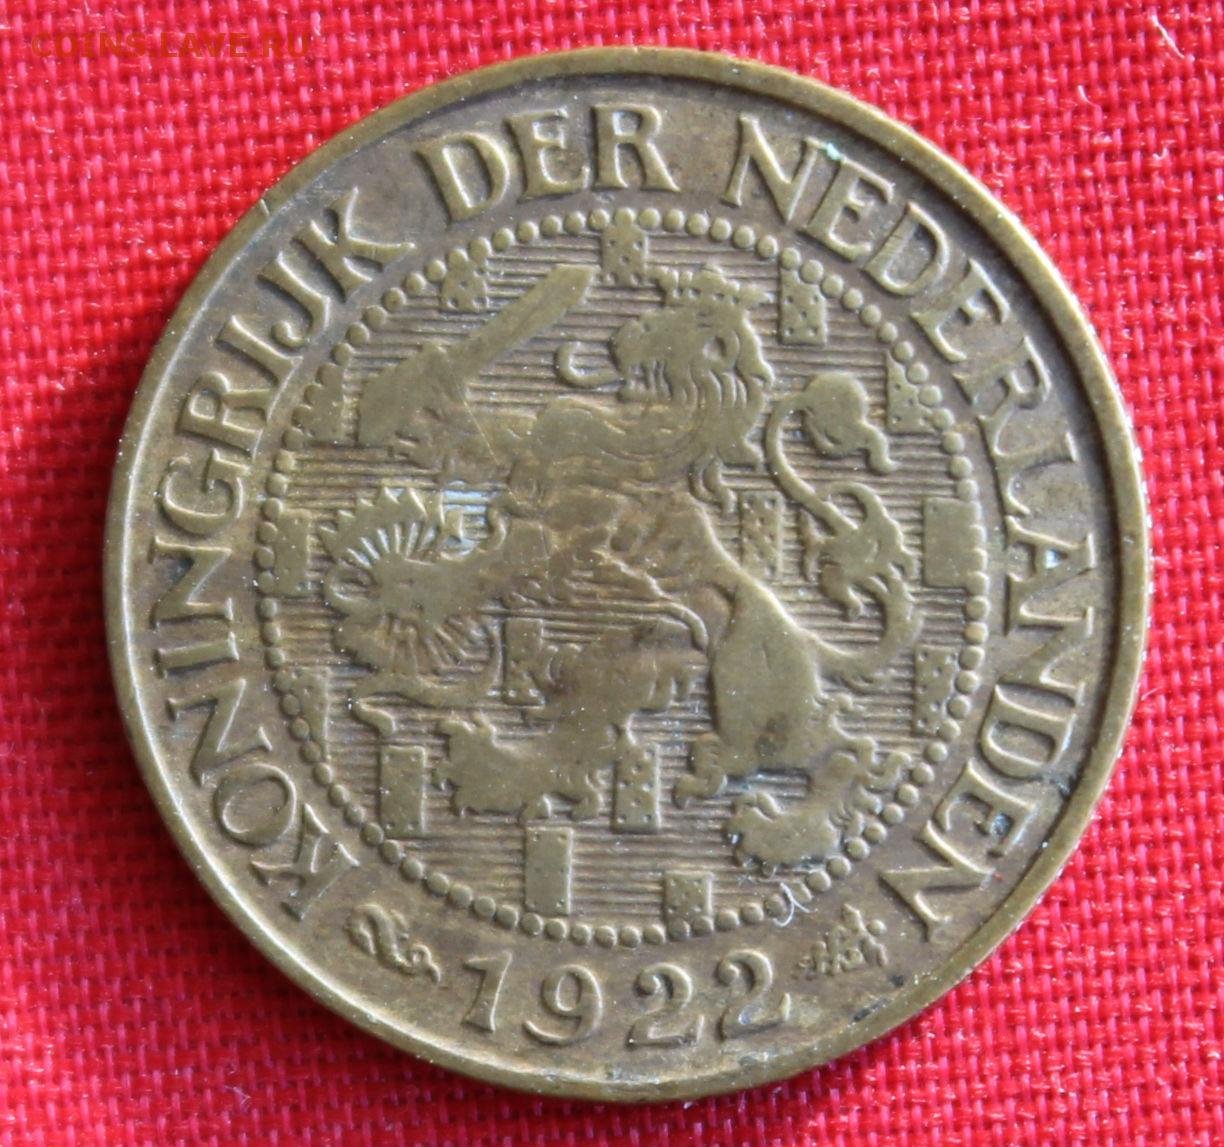 COINS.LAVE.RU
KONINGRIJK DER NEDERLANDEN
1922